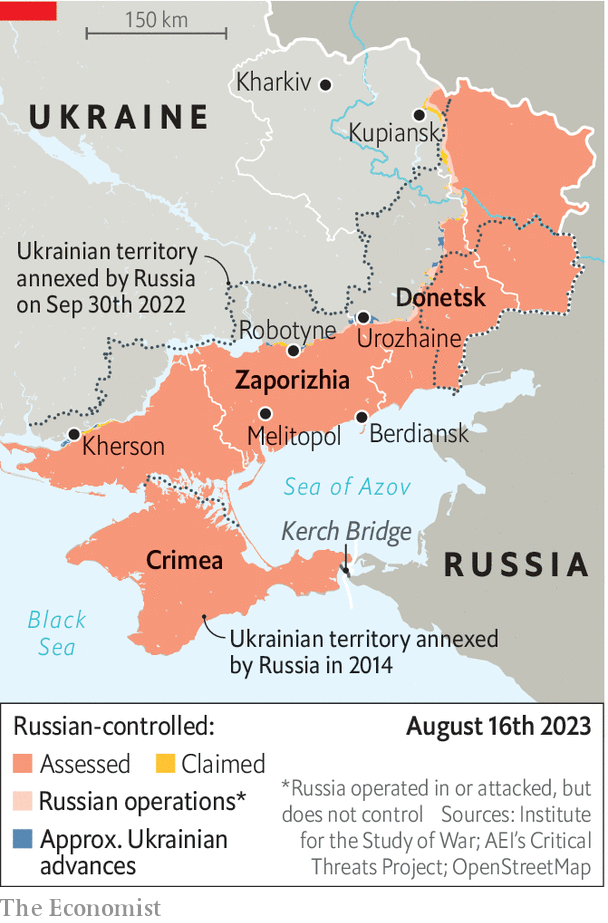 150 km
Kharkiv
UKRAINE
Kupiansk
Ukrainian territory
annexed by Russia
on Sep 30th 2022
Donetsk
Robotyne
Urozhaine
Zaporizhia
Kherson
Melitopol
Berdiansk
Sea of Azov
Kerch Bridge
Crimea
RUSSIA
Black
Sea
Ukrainian territory annexed
by Russia in 2014
Russian-controlled:
August 16th 2023
Assessed
Claimed
Russian operations*
Approx. Ukrainian
advances
*Russia operated in or attacked, but
does not control Sources: Institute
for the Study of War; AEI's Critical
Threats Project; OpenStreetMap
The Economist